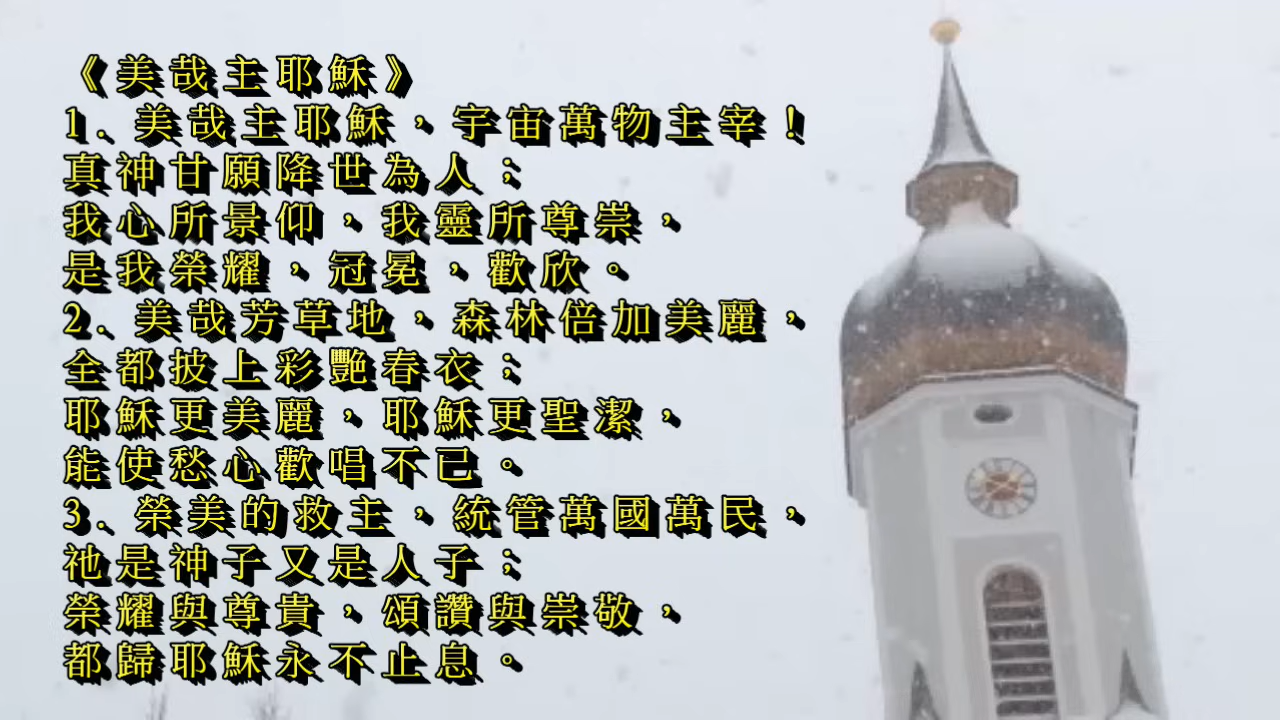 《美哉主耶穌》
1. 美哉主耶穌，宇宙萬物主宰！
真神甘願降世為人；
我心所景仰，我靈所尊崇，
是我榮耀，冠冕，歡欣。
2. 美哉芳草地，森林倍加美麗，
全都披上彩艷春衣；
耶穌更美麗，耶穌更聖潔，
能使愁心歡唱不已。
3. 榮美的救主，統管萬國萬民，
祂是神子又是人子；
榮耀與尊貴，頌讚與崇敬，
都歸耶穌永不止息。